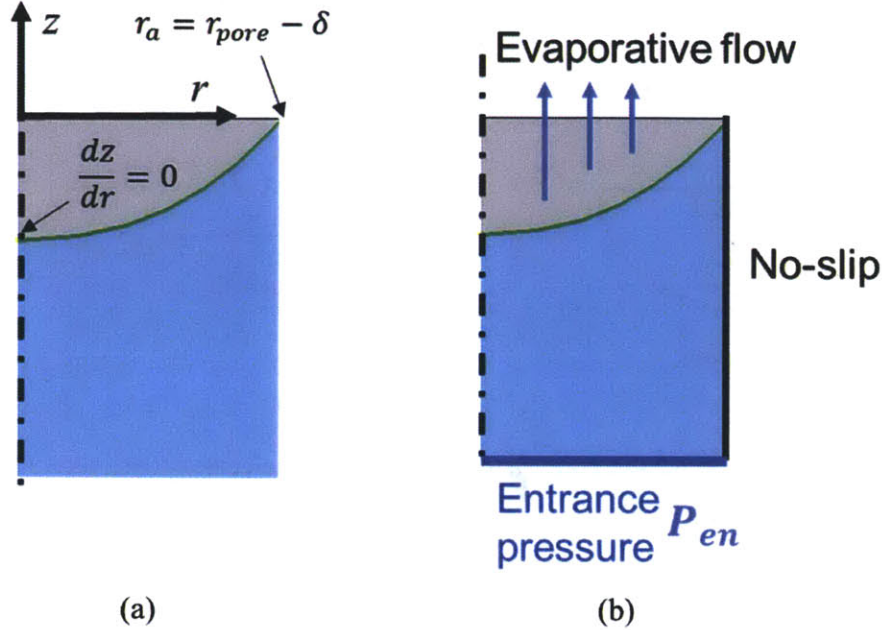 z
r_a = r_pore − δ
r
dz
dr
= 0
(a)
Evaporative flow
No-slip
Entrance
pressure P_en
(b)